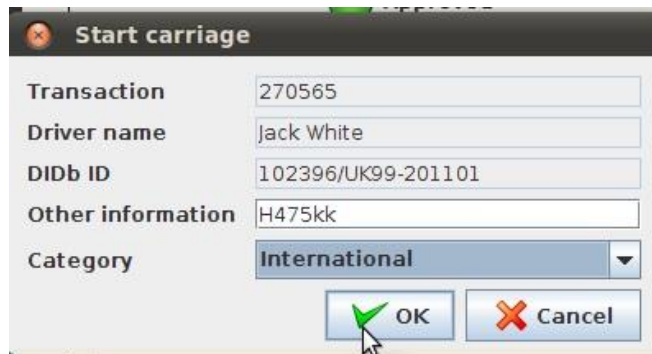 Start carriage
Transaction 270565
Driver name Jack White
DIDb ID 102396/UK99-201101
Other information H475kk
Category International
OK Cancel